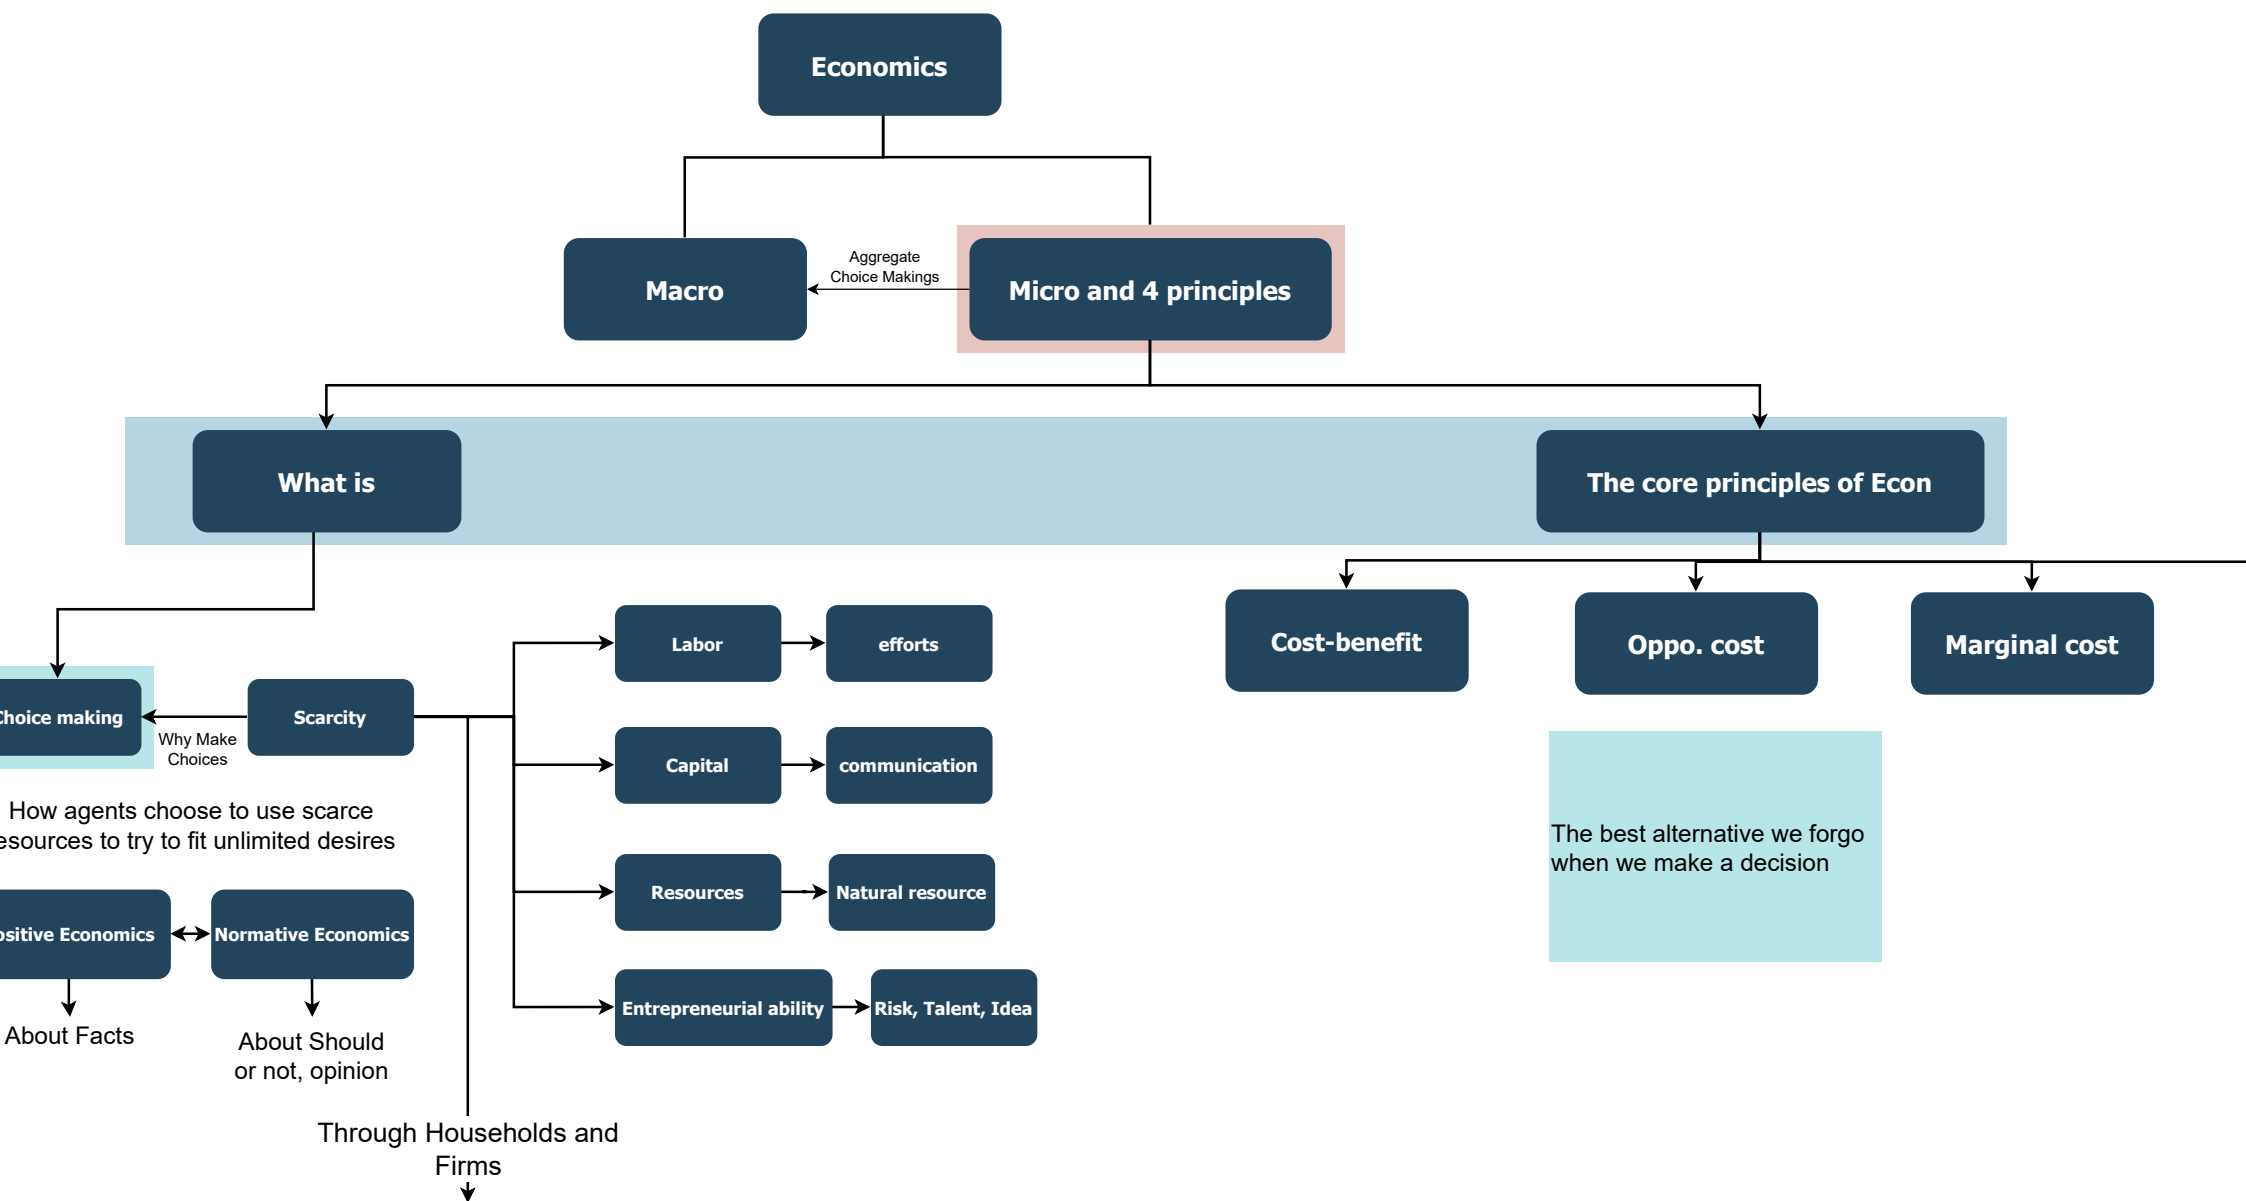 Economics
Aggregate
Choice Makings
Macro
Micro and 4 principles
What is
The core principles of Econ
Labor
efforts
Cost-benefit
Oppo. cost
Marginal cost
making
Scarcity
Why Make
Choices
Capital
communication
How agents choose to use scarce
to try to fit unlimited desires
The best alternative we forgo
when we make a decision
Resources
Natural resource
Economics
Normative Economics
Entrepreneurial ability
Risk, Talent, Idea
About Facts
About Should
or not, opinion
Through Households and
Firms